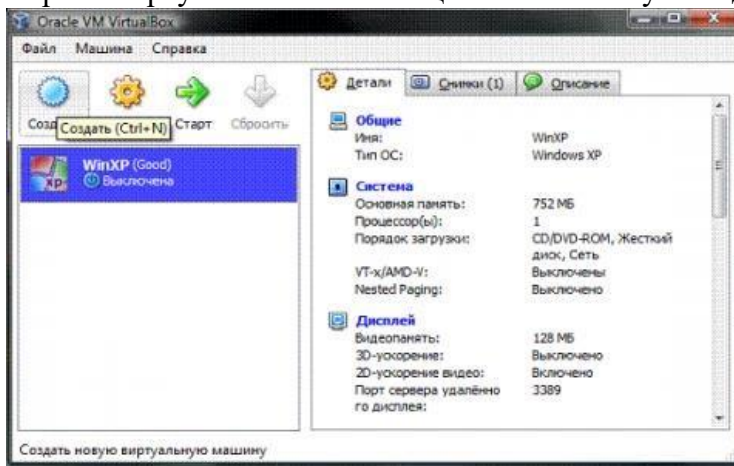 Oracle VM VirtualBox
Файл Машина Справка
Создать (Ctrl+N) Старт Сбросить
WinXP (Good)
Выключена
Детали Снимки (1) Описание
Общие
Имя: WinXP
Тип ОС: Windows XP
Система
Основная память: 752 МБ
Процессор(ы): 1
Порядок загрузки: CD/DVD-ROM, Жесткий
диск, Сеть
VT-x/AMD-V: Выключены
Nested Paging: Выключено
Дисплей
Видеопамять: 128 МБ
3D-ускорение: Выключено
2D-ускорение видео: Включено
Порт сервера удалённо 3389
го дисплея:
Создать новую виртуальную машину